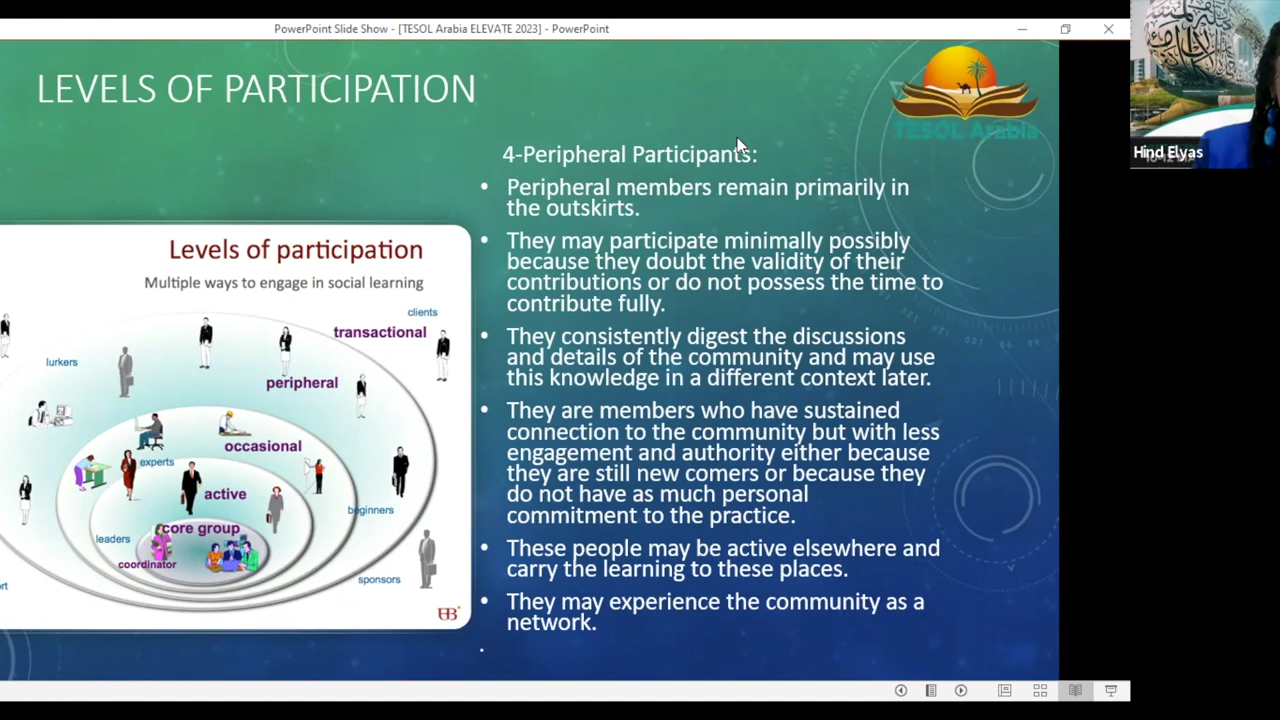 PowerPoint Slide Show - [TESOL Arabia ELEVATE 2023] - PowerPoint
LEVELS OF PARTICIPATION
TESOL Arabia
Hind Elyas
4-Peripheral Participants:
• Peripheral members remain primarily in
the outskirts.
• They may participate minimally possibly
because they doubt the validity of their
contributions or do not possess the time to
contribute fully.
• They consistently digest the discussions
and details of the community and may use
this knowledge in a different context later.
• They are members who have sustained
connection to the community but with less
engagement and authority either because
they are still new comers or because they
do not have as much personal
commitment to the practice.
• These people may be active elsewhere and
carry the learning to these places.
• They may experience the community as a
network.
Levels of participation
Multiple ways to engage in social learning
clients
transactional
lurkers
peripheral
occasional
experts
active
beginners
core group
leaders
coordinator
sponsors